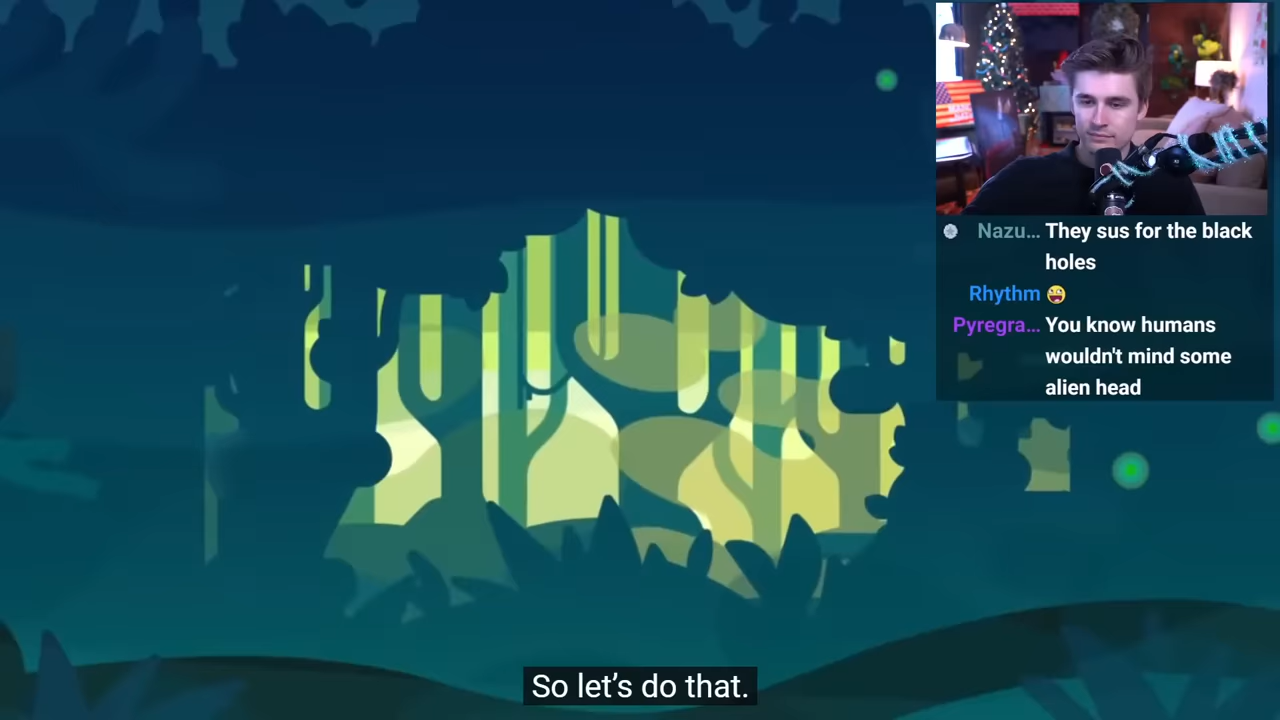 Nazu... They sus for the black
holes
Rhythm
Pyregra... You know humans
wouldn't mind some
alien head
So let’s do that.